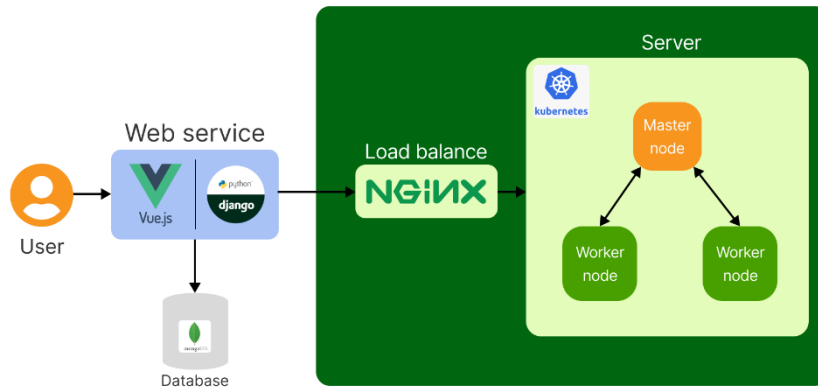 Server
kubernetes
Master
node
Web service
Load balance
NGINX
python
django
Vue.js
User
Worker
node
Worker
node
mongoDB
Database